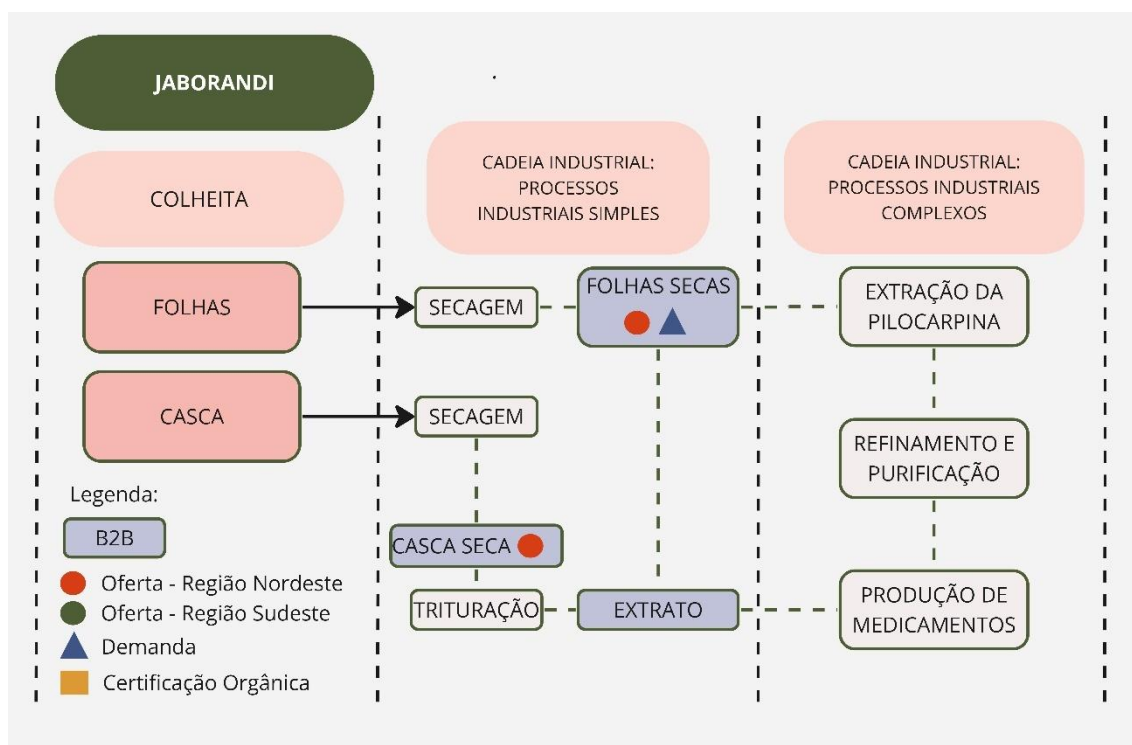 JABORANDI
COLHEITA
CADEIA INDUSTRIAL:
PROCESSOS
INDUSTRIAIS SIMPLES
CADEIA INDUSTRIAL:
PROCESSOS INDUSTRIAIS
COMPLEXOS
FOLHAS
SECAGEM
FOLHAS SECAS
EXTRAÇÃO DA
PILOCARPINA
CASCA
SECAGEM
REFINAMENTO E
PURIFICAÇÃO
CASCA SECA
TRITURAÇÃO
EXTRATO
PRODUÇÃO DE
MEDICAMENTOS
Legenda:
B2B
Oferta - Região Nordeste
Oferta - Região Sudeste
Demanda
Certificação Orgânica